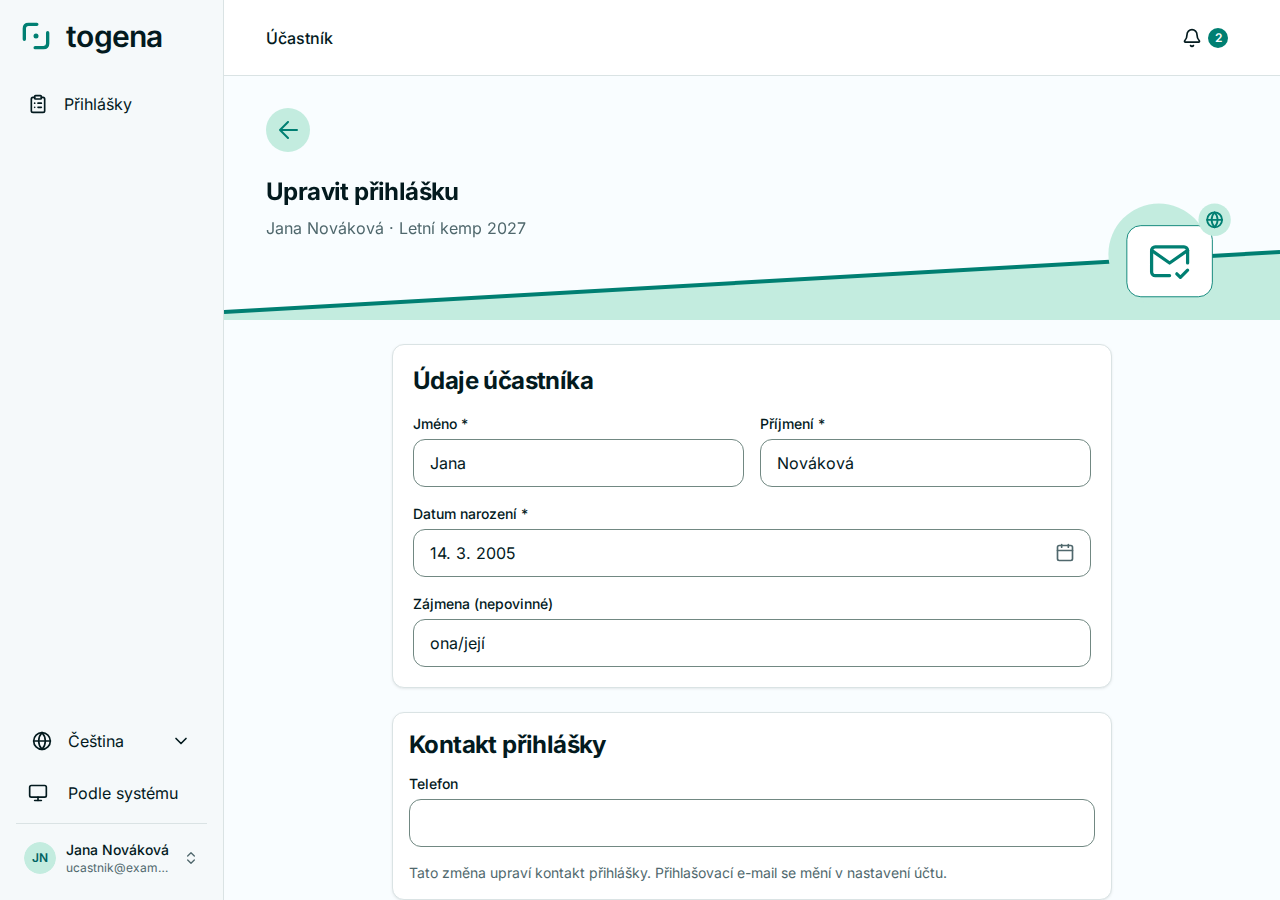 togena
Účastník
2
Přihlášky
Upravit přihlášku
Jana Nováková · Letní kemp 2027
Údaje účastníka
Jméno *
Příjmení *
Jana
Nováková
Datum narození *
14. 3. 2005
Zájmena (nepovinné)
ona/její
Kontakt přihlášky
Telefon
Tato změna upraví kontakt přihlášky. Přihlašovací e-mail se mění v nastavení účtu.
Čeština
Podle systému
JN
Jana Nováková
ucastnik@exam...